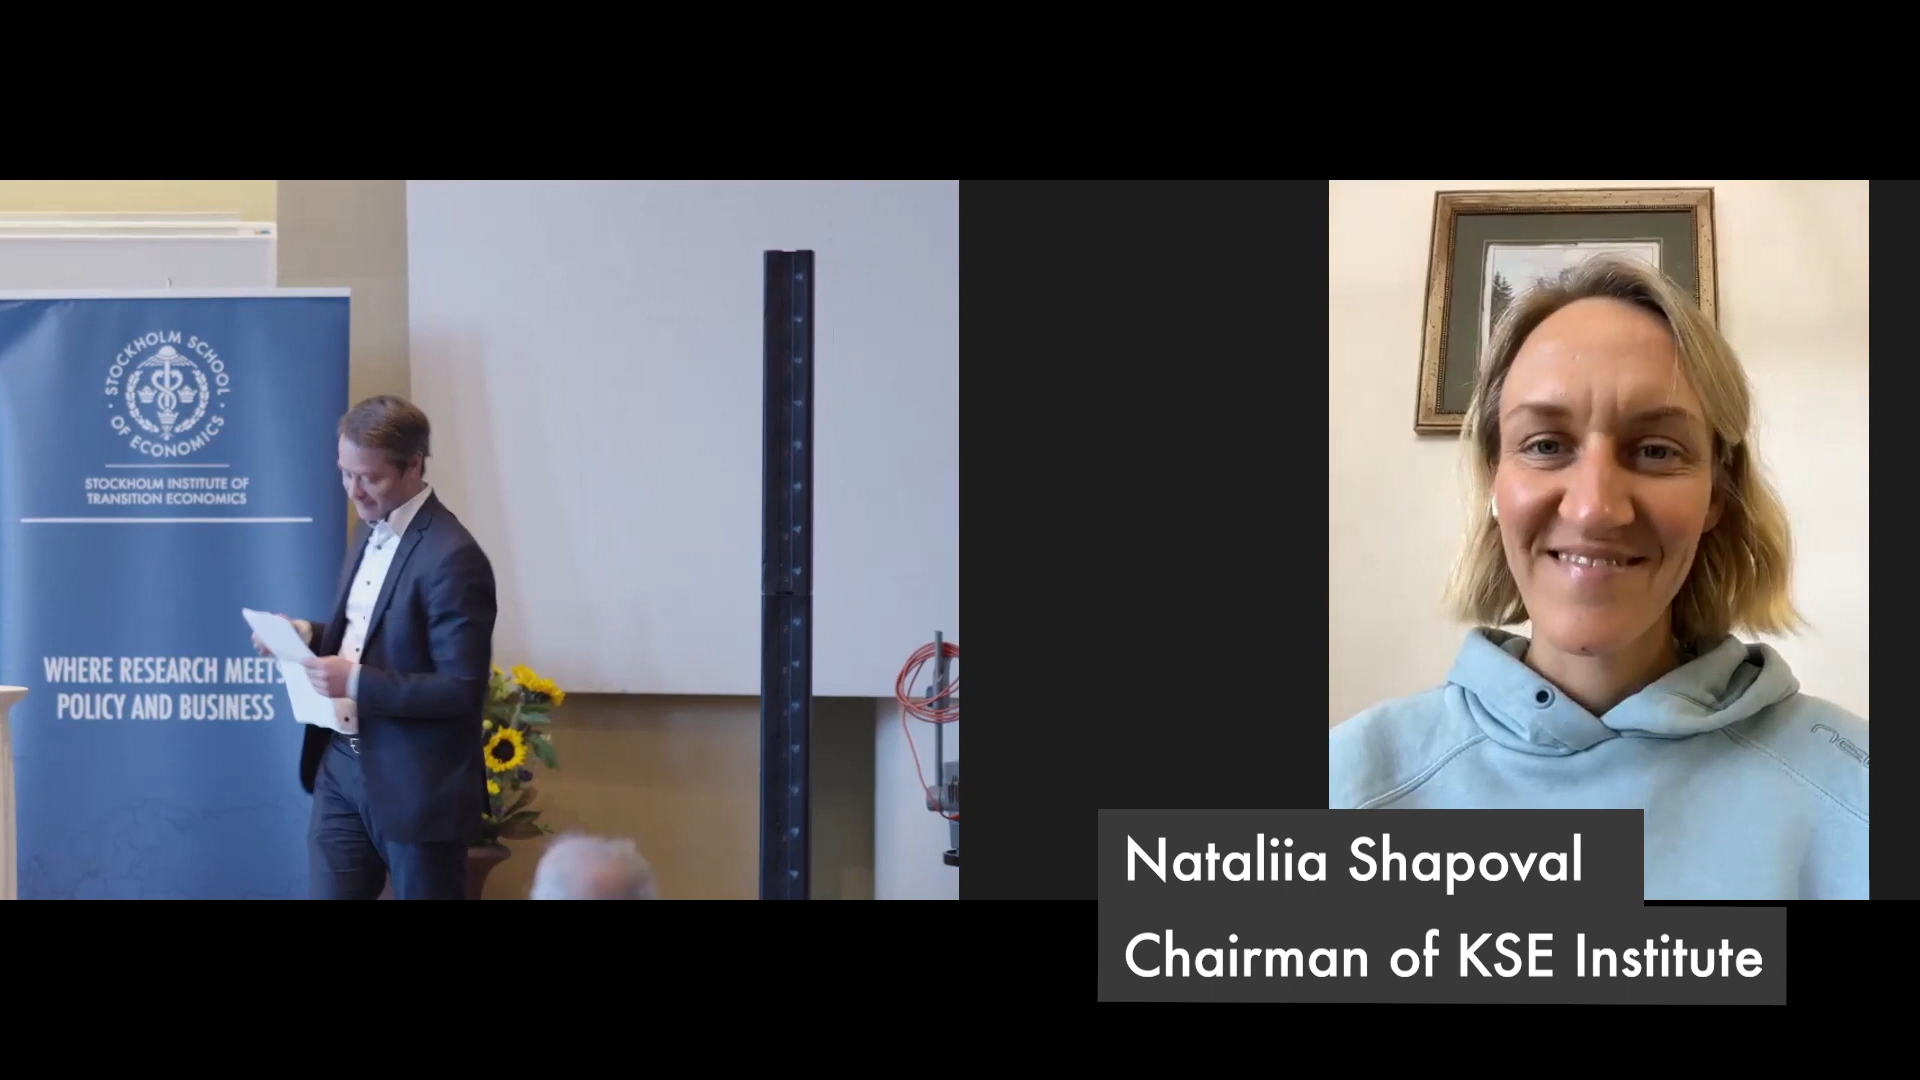 STOCKHOLM SCHOOL
OF ECONOMICS
STOCKHOLM INSTITUTE OF
TRANSITION ECONOMICS
WHERE RESEARCH MEETS
POLICY AND BUSINESS
Nataliia Shapoval
Chairman of KSE Institute